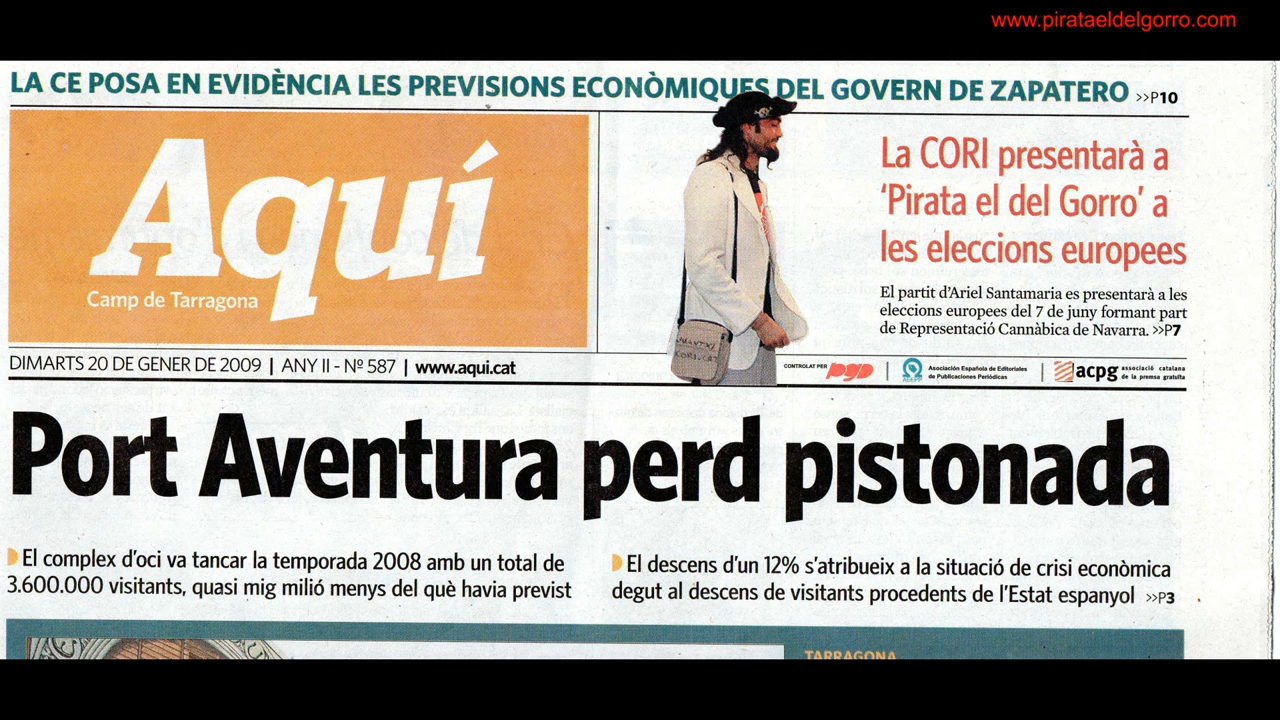 www.pirataeldelgorro.com
LA CE POSA EN EVIDÈNCIA LES PREVISIONS ECONÒMIQUES DEL GOVERN DE ZAPATERO >>P10
Aquí
Camp de Tarragona
La CORI presentarà a
‘Pirata el del Gorro’ a
les eleccions europees
El partit d’Ariel Santamaria es presentarà a les
eleccions europees del 7 de juny formant part
de Representació Cannàbica de Navarra. >>P7
CORI.CAT
DIMARTS 20 DE GENER DE 2009 | ANY II - Nº 587 | www.aqui.cat
CONTROLAT PER pgd
Asociación Española de Editoriales
de Publicaciones Periódicas
acpg associació catalana
de la premsa gratuïta
Port Aventura perd pistonada
El complex d’oci va tancar la temporada 2008 amb un total de
3.600.000 visitants, quasi mig milió menys del què havia previst
El descens d’un 12% s’atribueix a la situació de crisi econòmica
degut al descens de visitants procedents de l’Estat espanyol >>P3
TARRAGONA